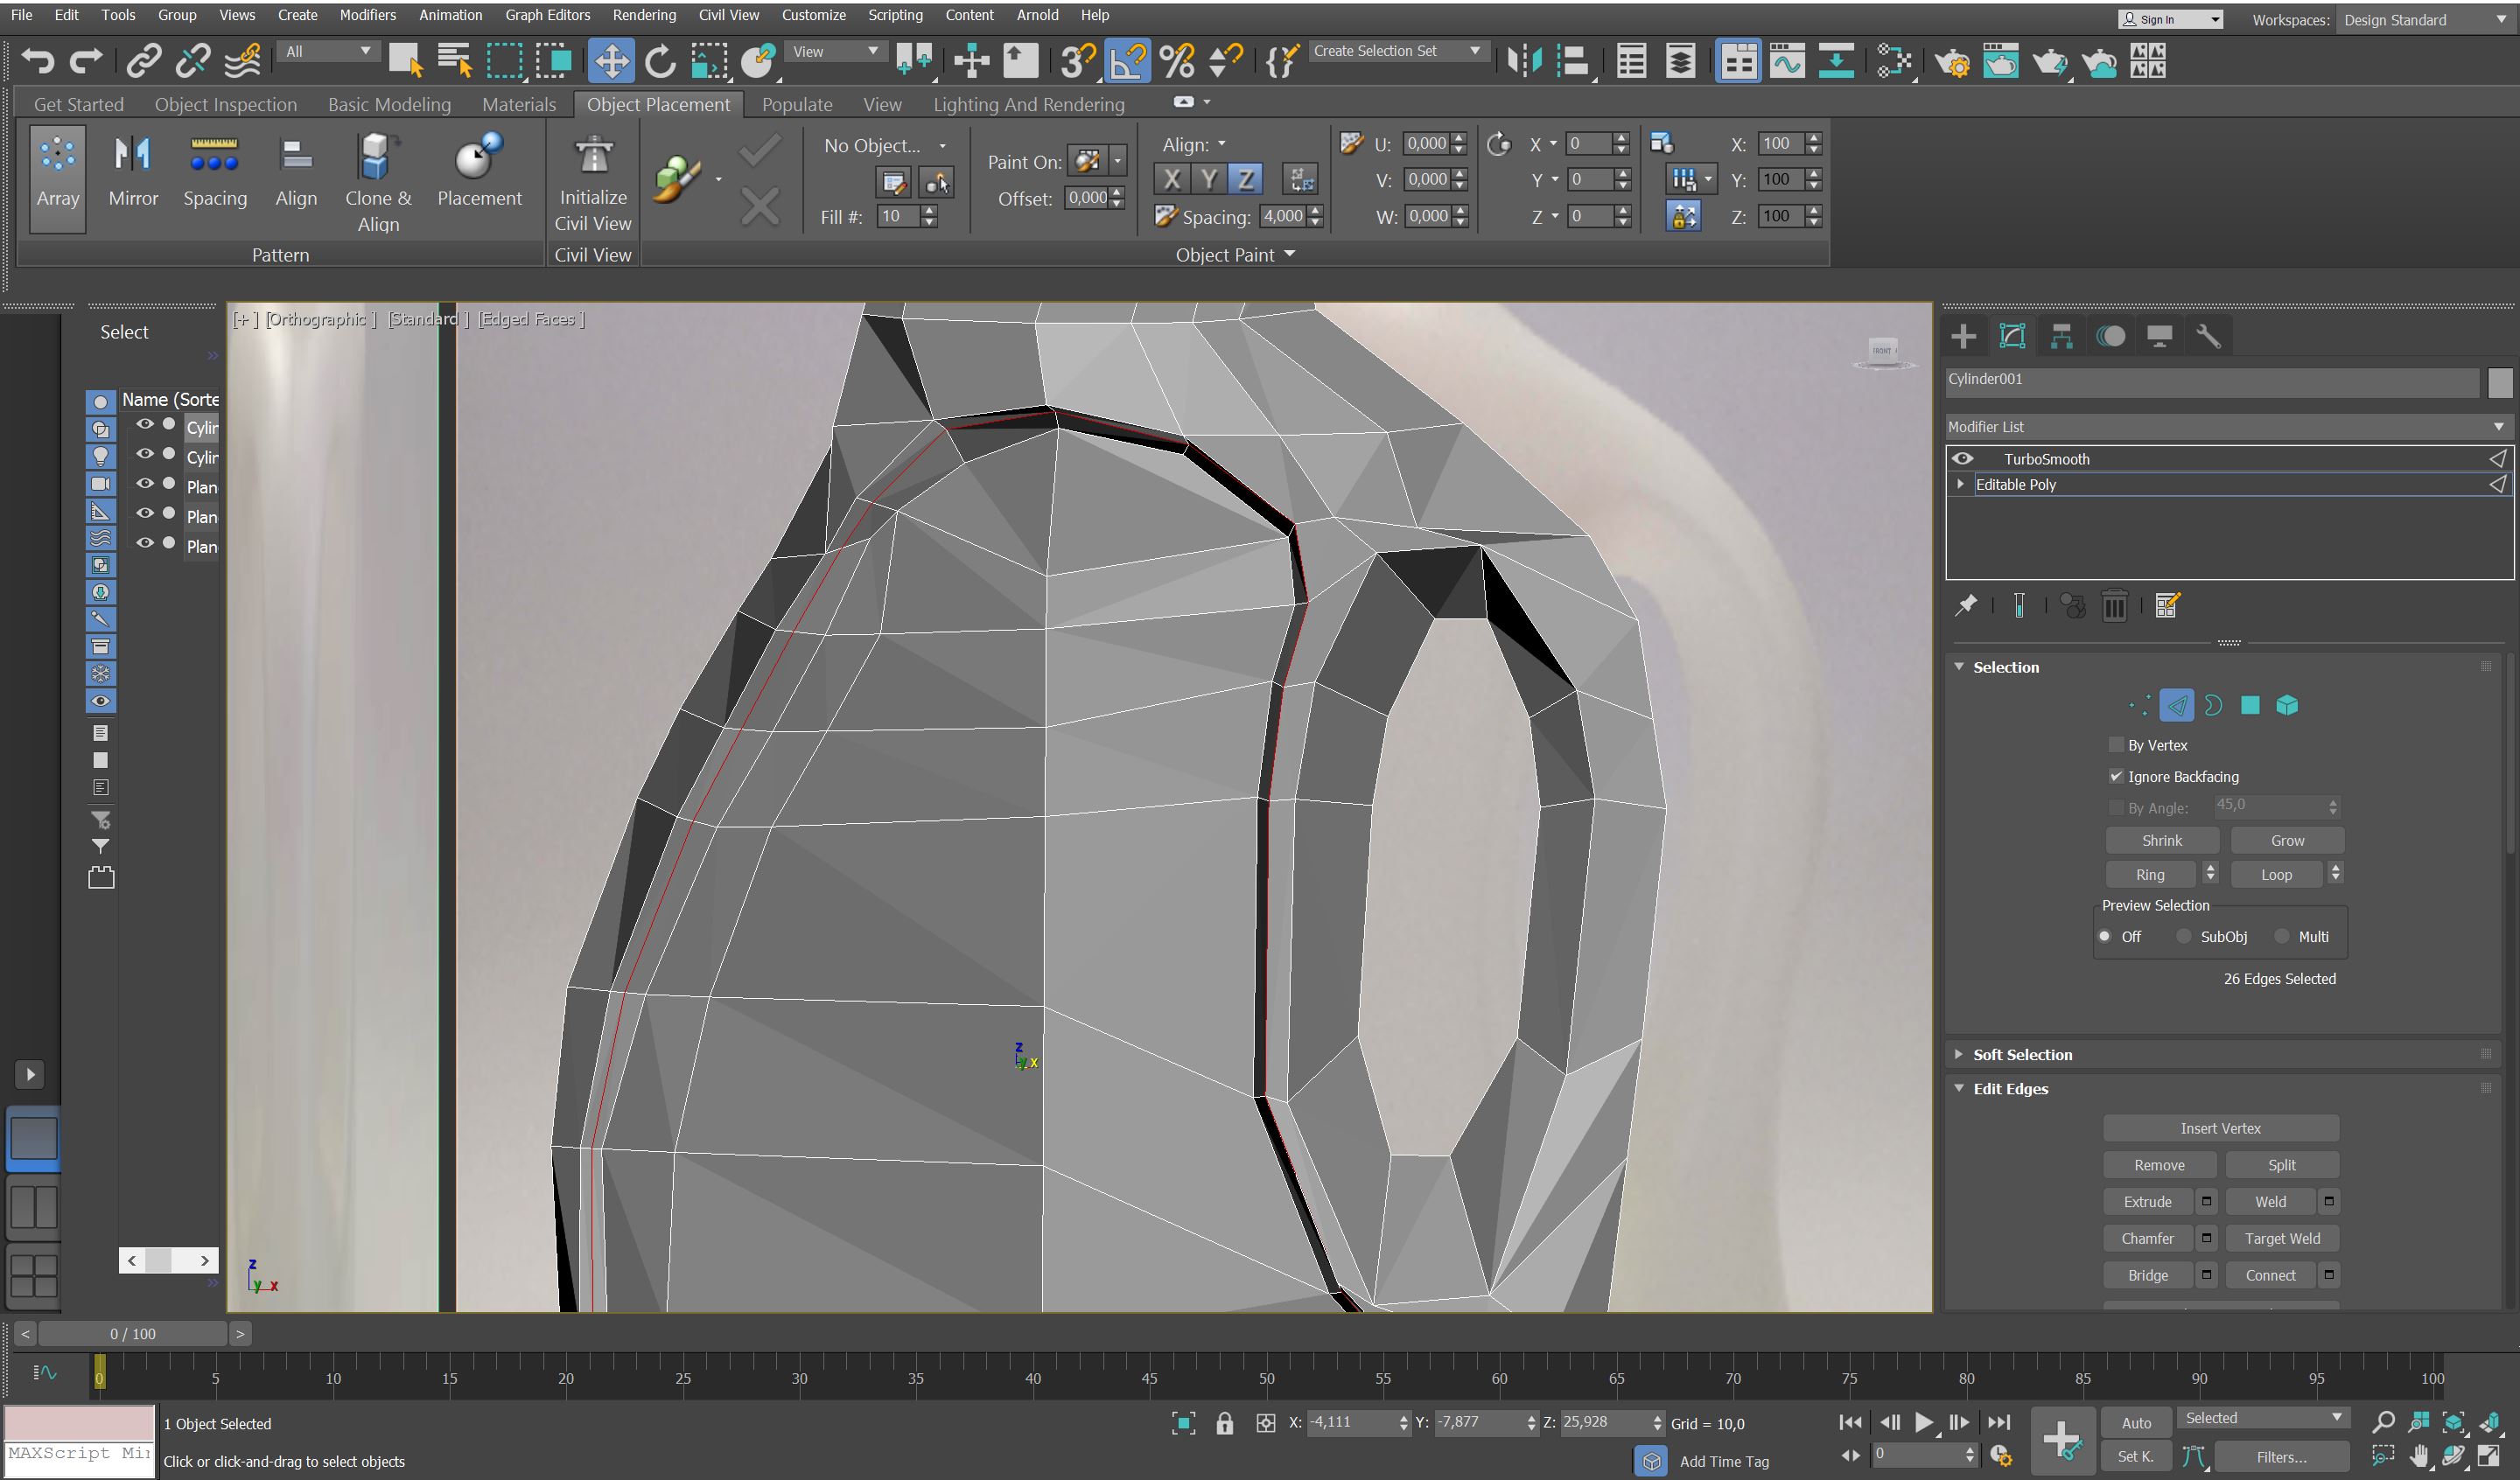 File Edit Tools Group Views Create Modifiers Animation Graph Editors Rendering Civil View Customize Scripting Content Arnold Help
Sign In Workspaces: Design Standard
All View Create Selection Set
Get Started Object Inspection Basic Modeling Materials Object Placement Populate View Lighting And Rendering
No Object... Align: U: 0,000 X 0 X: 100
Paint On:
X Y Z V: 0,000 Y 0 Y: 100
Array Mirror Spacing Align Clone & Align Placement Initialize Civil View Offset: 0,000
Fill #: 10 Spacing: 4,000 W: 0,000 Z 0 Z: 100
Pattern Civil View Object Paint
Select
[+ ] [Orthographic ] [Standard ] [Edged Faces ]
FRONT
Name (Sorte
Cylin
Cylin
Plan
Plan
Plan
z
y x
z
y x
Cylinder001
Modifier List
TurboSmooth
Editable Poly
Selection
By Vertex
Ignore Backfacing
By Angle: 45,0
Shrink Grow
Ring Loop
Preview Selection
Off SubObj Multi
26 Edges Selected
Soft Selection
Edit Edges
Insert Vertex
Remove Split
Extrude Weld
Chamfer Target Weld
Bridge Connect
< 0 / 100 >
0 5 10 15 20 25 30 35 40 45 50 55 60 65 70 75 80 85 90 95 100
1 Object Selected X: -4,111 Y: -7,877 Z: 25,928 Grid = 10,0 Auto Selected
MAXScript Mi
Click or click-and-drag to select objects Add Time Tag 0 Set K. Filters...